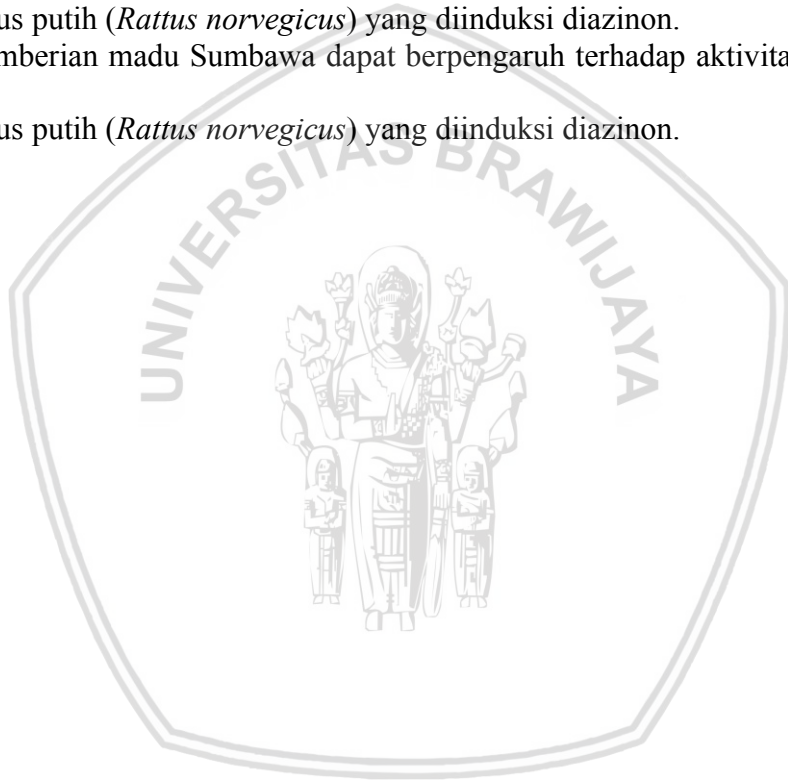 us putih (Rattus norvegicus) yang diinduksi diazinon.
mberian madu Sumbawa dapat berpengaruh terhadap aktivita
us putih (Rattus norvegicus) yang diinduksi diazinon.
UNIVERSITAS BRAWIJAYA